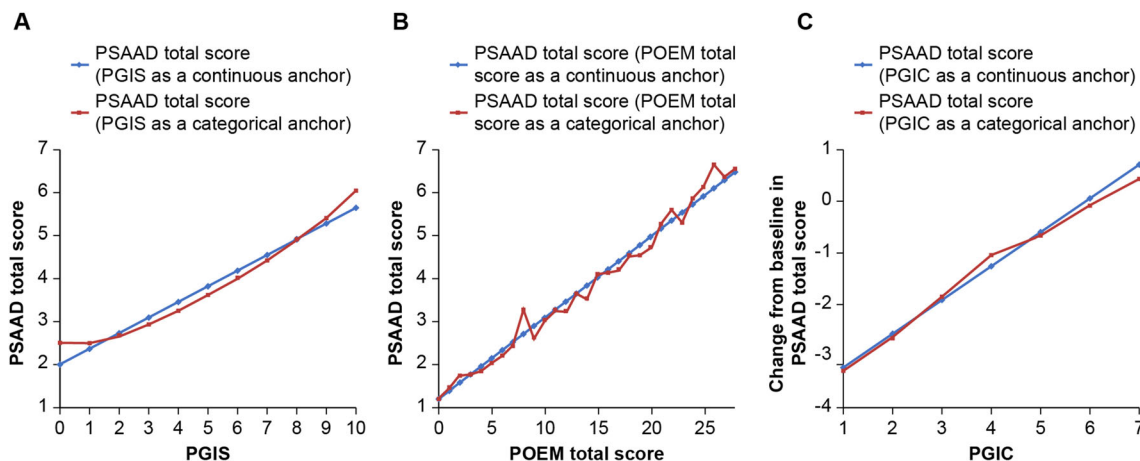 A
PSAAD total score
(PGIS as a continuous anchor)
PSAAD total score
(PGIS as a categorical anchor)
7
6
5
4
3
2
1
PSAAD total score
0 1 2 3 4 5 6 7 8 9 10
PGIS
B
PSAAD total score (POEM total
score as a continuous anchor)
PSAAD total score (POEM total
score as a categorical anchor)
7
6
5
4
3
2
1
PSAAD total score
0 5 10 15 20 25
POEM total score
C
PSAAD total score
(PGIC as a continuous anchor)
PSAAD total score
(PGIC as a categorical anchor)
1
0
-1
-2
-3
-4
Change from baseline in
PSAAD total score
1 2 3 4 5 6 7
PGIC